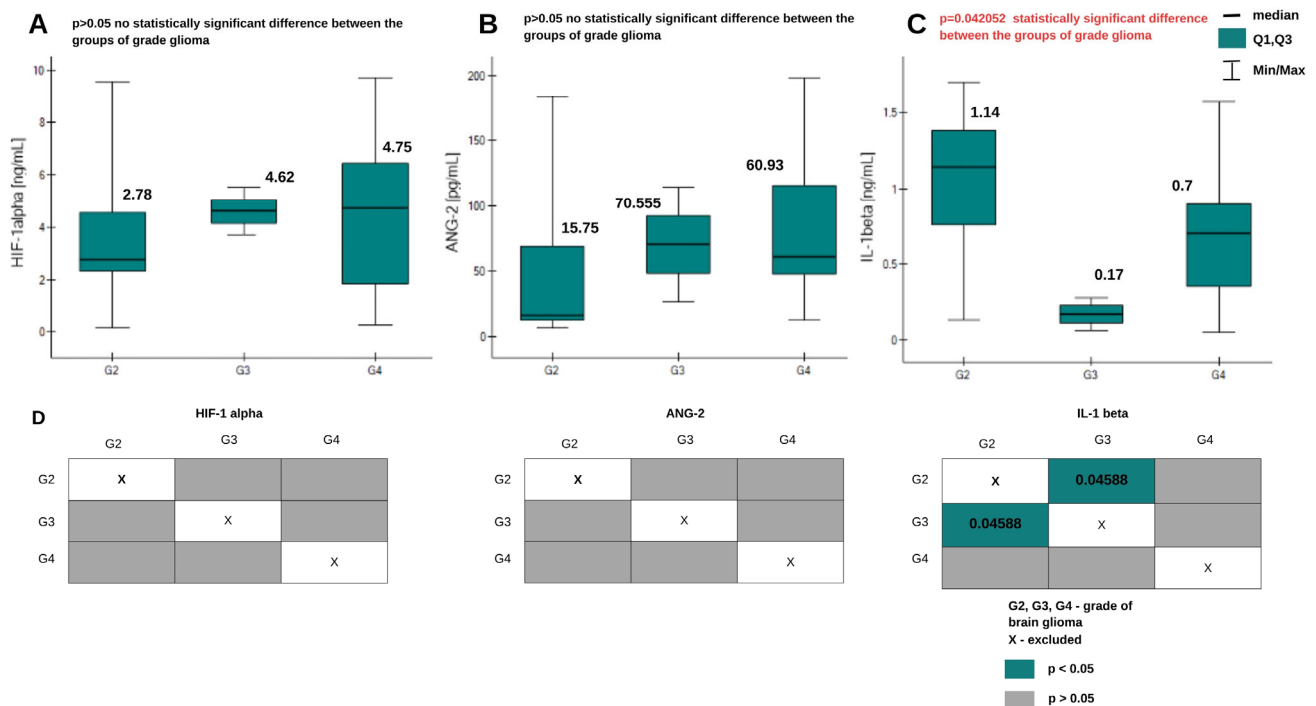 A
p>0.05 no statistically significant difference between the
groups of grade glioma
HIF-1alpha [ng/mL]
10
8
6
4
2
0
2.78
4.62
4.75
G2
G3
G4
B
p>0.05 no statistically significant difference between the
groups of grade glioma
ANG-2 [pg/mL]
200
150
100
50
0
15.75
70.555
60.93
G2
G3
G4
C
p=0.042052 statistically significant difference
between the groups of grade glioma
IL-1beta [ng/mL]
1.5
1
0.5
0
1.14
0.17
0.7
G2
G3
G4
median
Q1,Q3
Min/Max
D
HIF-1 alpha
G2 G3 G4
G2 X
G3 X
G4 X
ANG-2
G2 G3 G4
G2 X
G3 X
G4 X
IL-1 beta
G2 G3 G4
G2 X 0.04588
G3 0.04588 X
G4 X
G2, G3, G4 - grade of
brain glioma
X - excluded
p < 0.05
p > 0.05